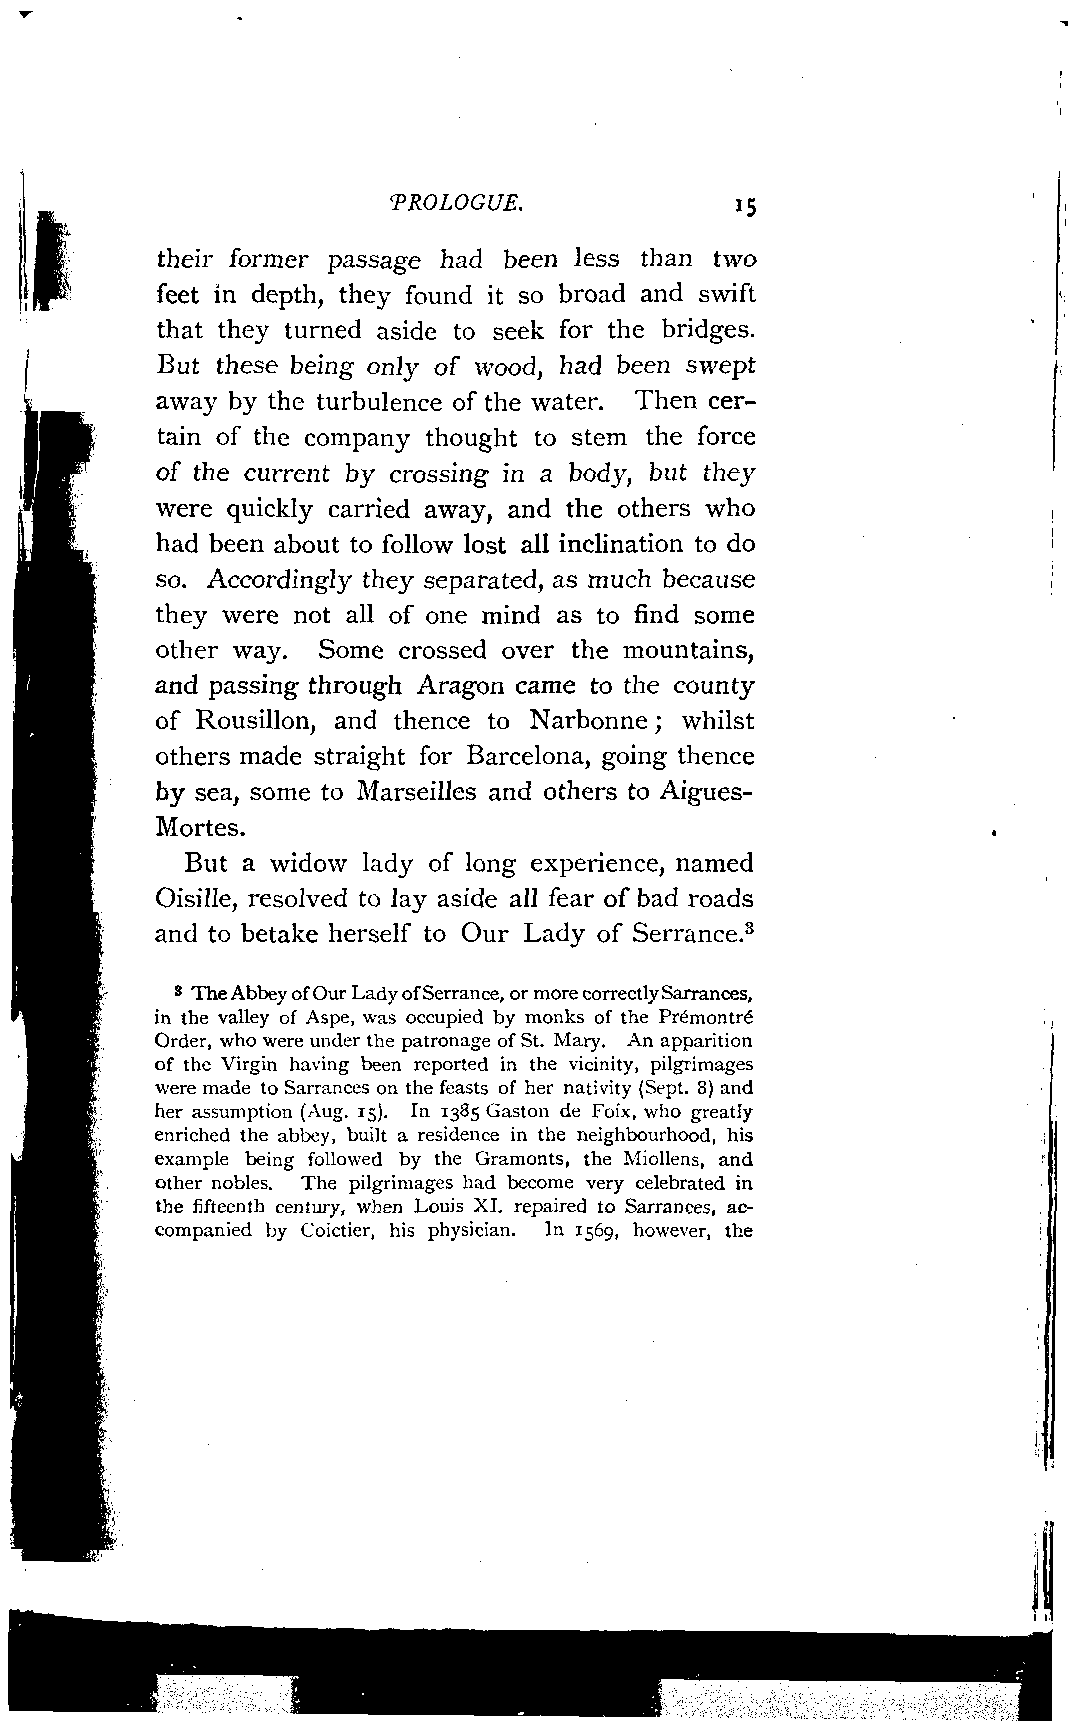 PROLOGUE. 15
their former passage had been less than two
feet in depth, they found it so broad and swift
that they turned aside to seek for the bridges.
But these being only of wood, had been swept
away by the turbulence of the water. Then cer-
tain of the company thought to stem the force
of the current by crossing in a body, but they
were quickly carried away, and the others who
had been about to follow lost all inclination to do
so. Accordingly they separated, as much because
they were not all of one mind as to find some
other way. Some crossed over the mountains,
and passing through Aragon came to the county
of Rousillon, and thence to Narbonne; whilst
others made straight for Barcelona, going thence
by sea, some to Marseilles and others to Aigues-
Mortes.
But a widow lady of long experience, named
Oisille, resolved to lay aside all fear of bad roads
and to betake herself to Our Lady of Serrance.³
³ The Abbey of Our Lady of Serrance, or more correctly Sarrances,
in the valley of Aspe, was occupied by monks of the Prémontré
Order, who were under the patronage of St. Mary. An apparition
of the Virgin having been reported in the vicinity, pilgrimages
were made to Sarrances on the feasts of her nativity (Sept. 8) and
her assumption (Aug. 15). In 1385 Gaston de Foix, who greatly
enriched the abbey, built a residence in the neighbourhood, his
example being followed by the Gramonts, the Miollens, and
other nobles. The pilgrimages had become very celebrated in
the fifteenth century, when Louis XI. repaired to Sarrances, ac-
companied by Coictier, his physician. In 1569, however, the